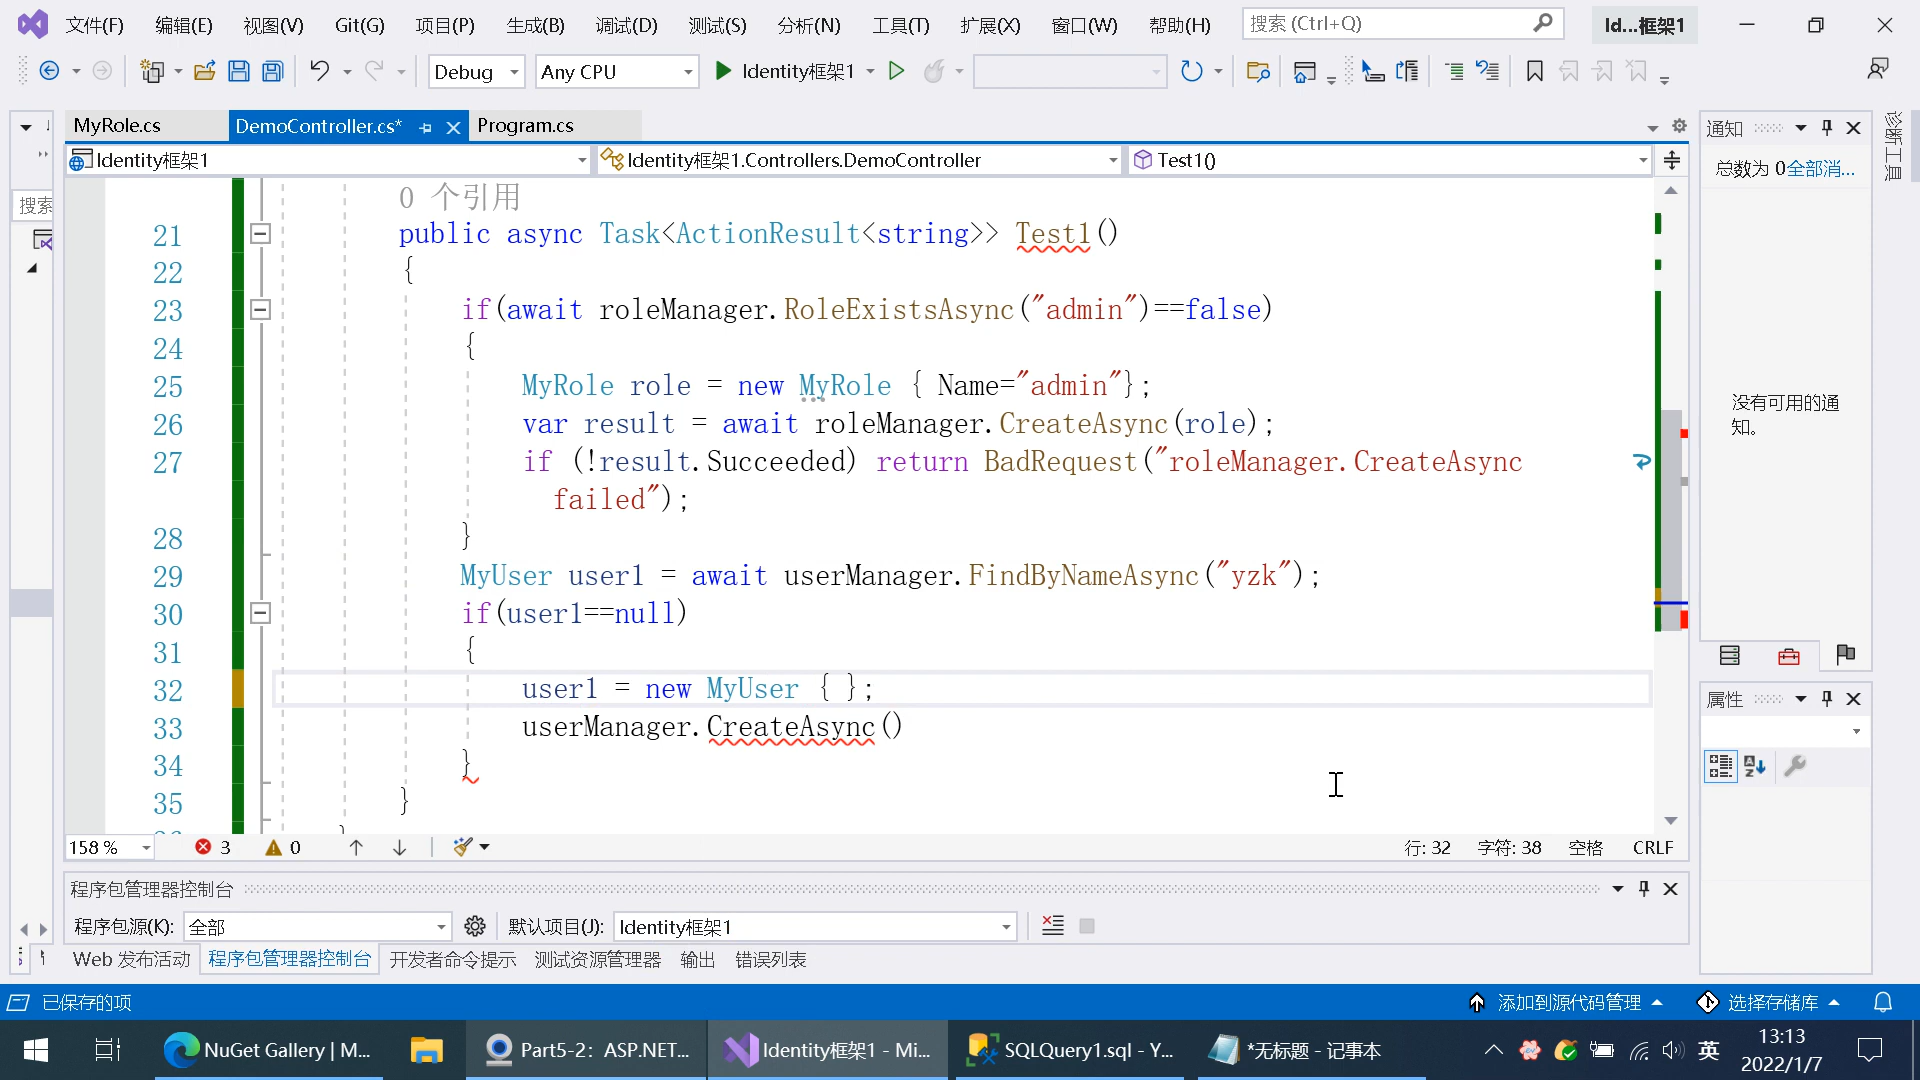 文件(F) 编辑(E) 视图(V) Git(G) 项目(P) 生成(B) 调试(D) 测试(S) 分析(N) 工具(T) 扩展(X) 窗口(W) 帮助(H) 搜索 (Ctrl+Q) Id...框架1
Debug Any CPU Identity框架1
MyRole.cs DemoController.cs* Program.cs
Identity框架1 Identity框架1.Controllers.DemoController Test1()
搜索
0 个引用
21 public async Task<ActionResult<string>> Test1()
22 {
23 if(await roleManager.RoleExistsAsync("admin")==false)
24 {
25 MyRole role = new MyRole { Name="admin"};
26 var result = await roleManager.CreateAsync(role);
27 if (!result.Succeeded) return BadRequest("roleManager.CreateAsync
failed");
28 }
29 MyUser user1 = await userManager.FindByNameAsync("yzk");
30 if(user1==null)
31 {
32 user1 = new MyUser { };
33 userManager.CreateAsync()
34 }
35 }
158 % 3 0 行: 32 字符: 38 空格 CRLF
通知
总数为 0全部消...
没有可用的通
知。
诊断工具
属性
程序包管理器控制台
程序包源(K): 全部 默认项目(J): Identity框架1
Web 发布活动 程序包管理器控制台 开发者命令提示 测试资源管理器 输出 错误列表
已保存的项 添加到源代码管理 选择存储库
NuGet Gallery | M... Part5-2：ASP.NET... Identity框架1 - Mi... SQLQuery1.sql - Y... *无标题 - 记事本 英 13:13
2022/1/7